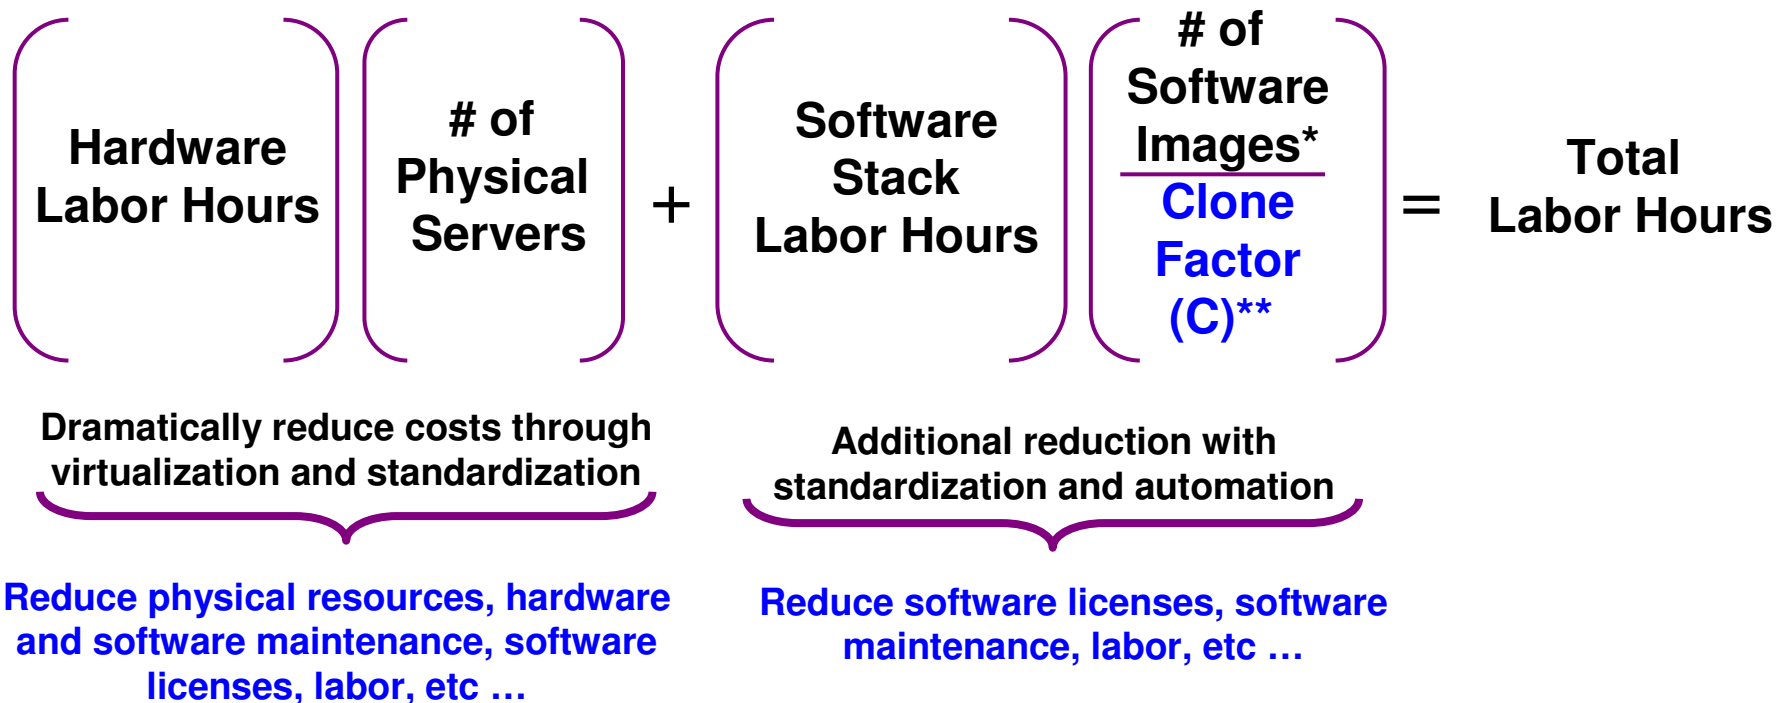 Hardware
Labor Hours
# of
Physical
Servers
+
Software
Stack
Labor Hours
# of
Software
Images*
Clone
Factor
(C)**
=
Total
Labor Hours
Dramatically reduce costs through
virtualization and standardization
Additional reduction with
standardization and automation
Reduce physical resources, hardware
and software maintenance, software
licenses, labor, etc …
Reduce software licenses, software
maintenance, labor, etc …